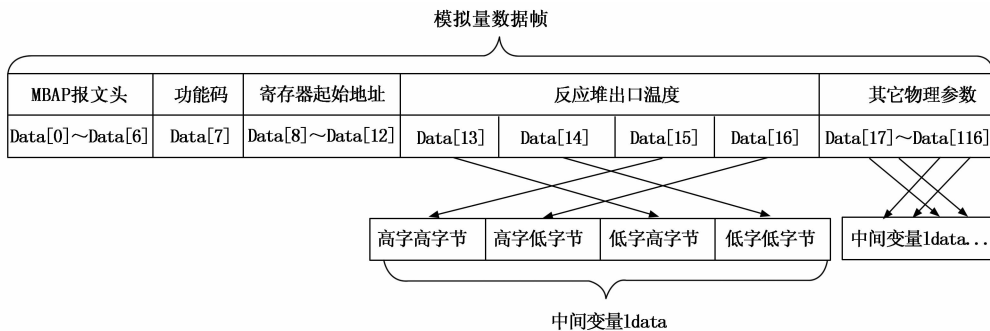 模拟量数据帧
MBAP报文头 功能码 寄存器起始地址 反应堆出口温度 其它物理参数
Data[0]～Data[6] Data[7] Data[8]～Data[12] Data[13] Data[14] Data[15] Data[16] Data[17]～Data[116]
高字高字节 高字低字节 低字高字节 低字低字节 中间变量ldata...
中间变量ldata